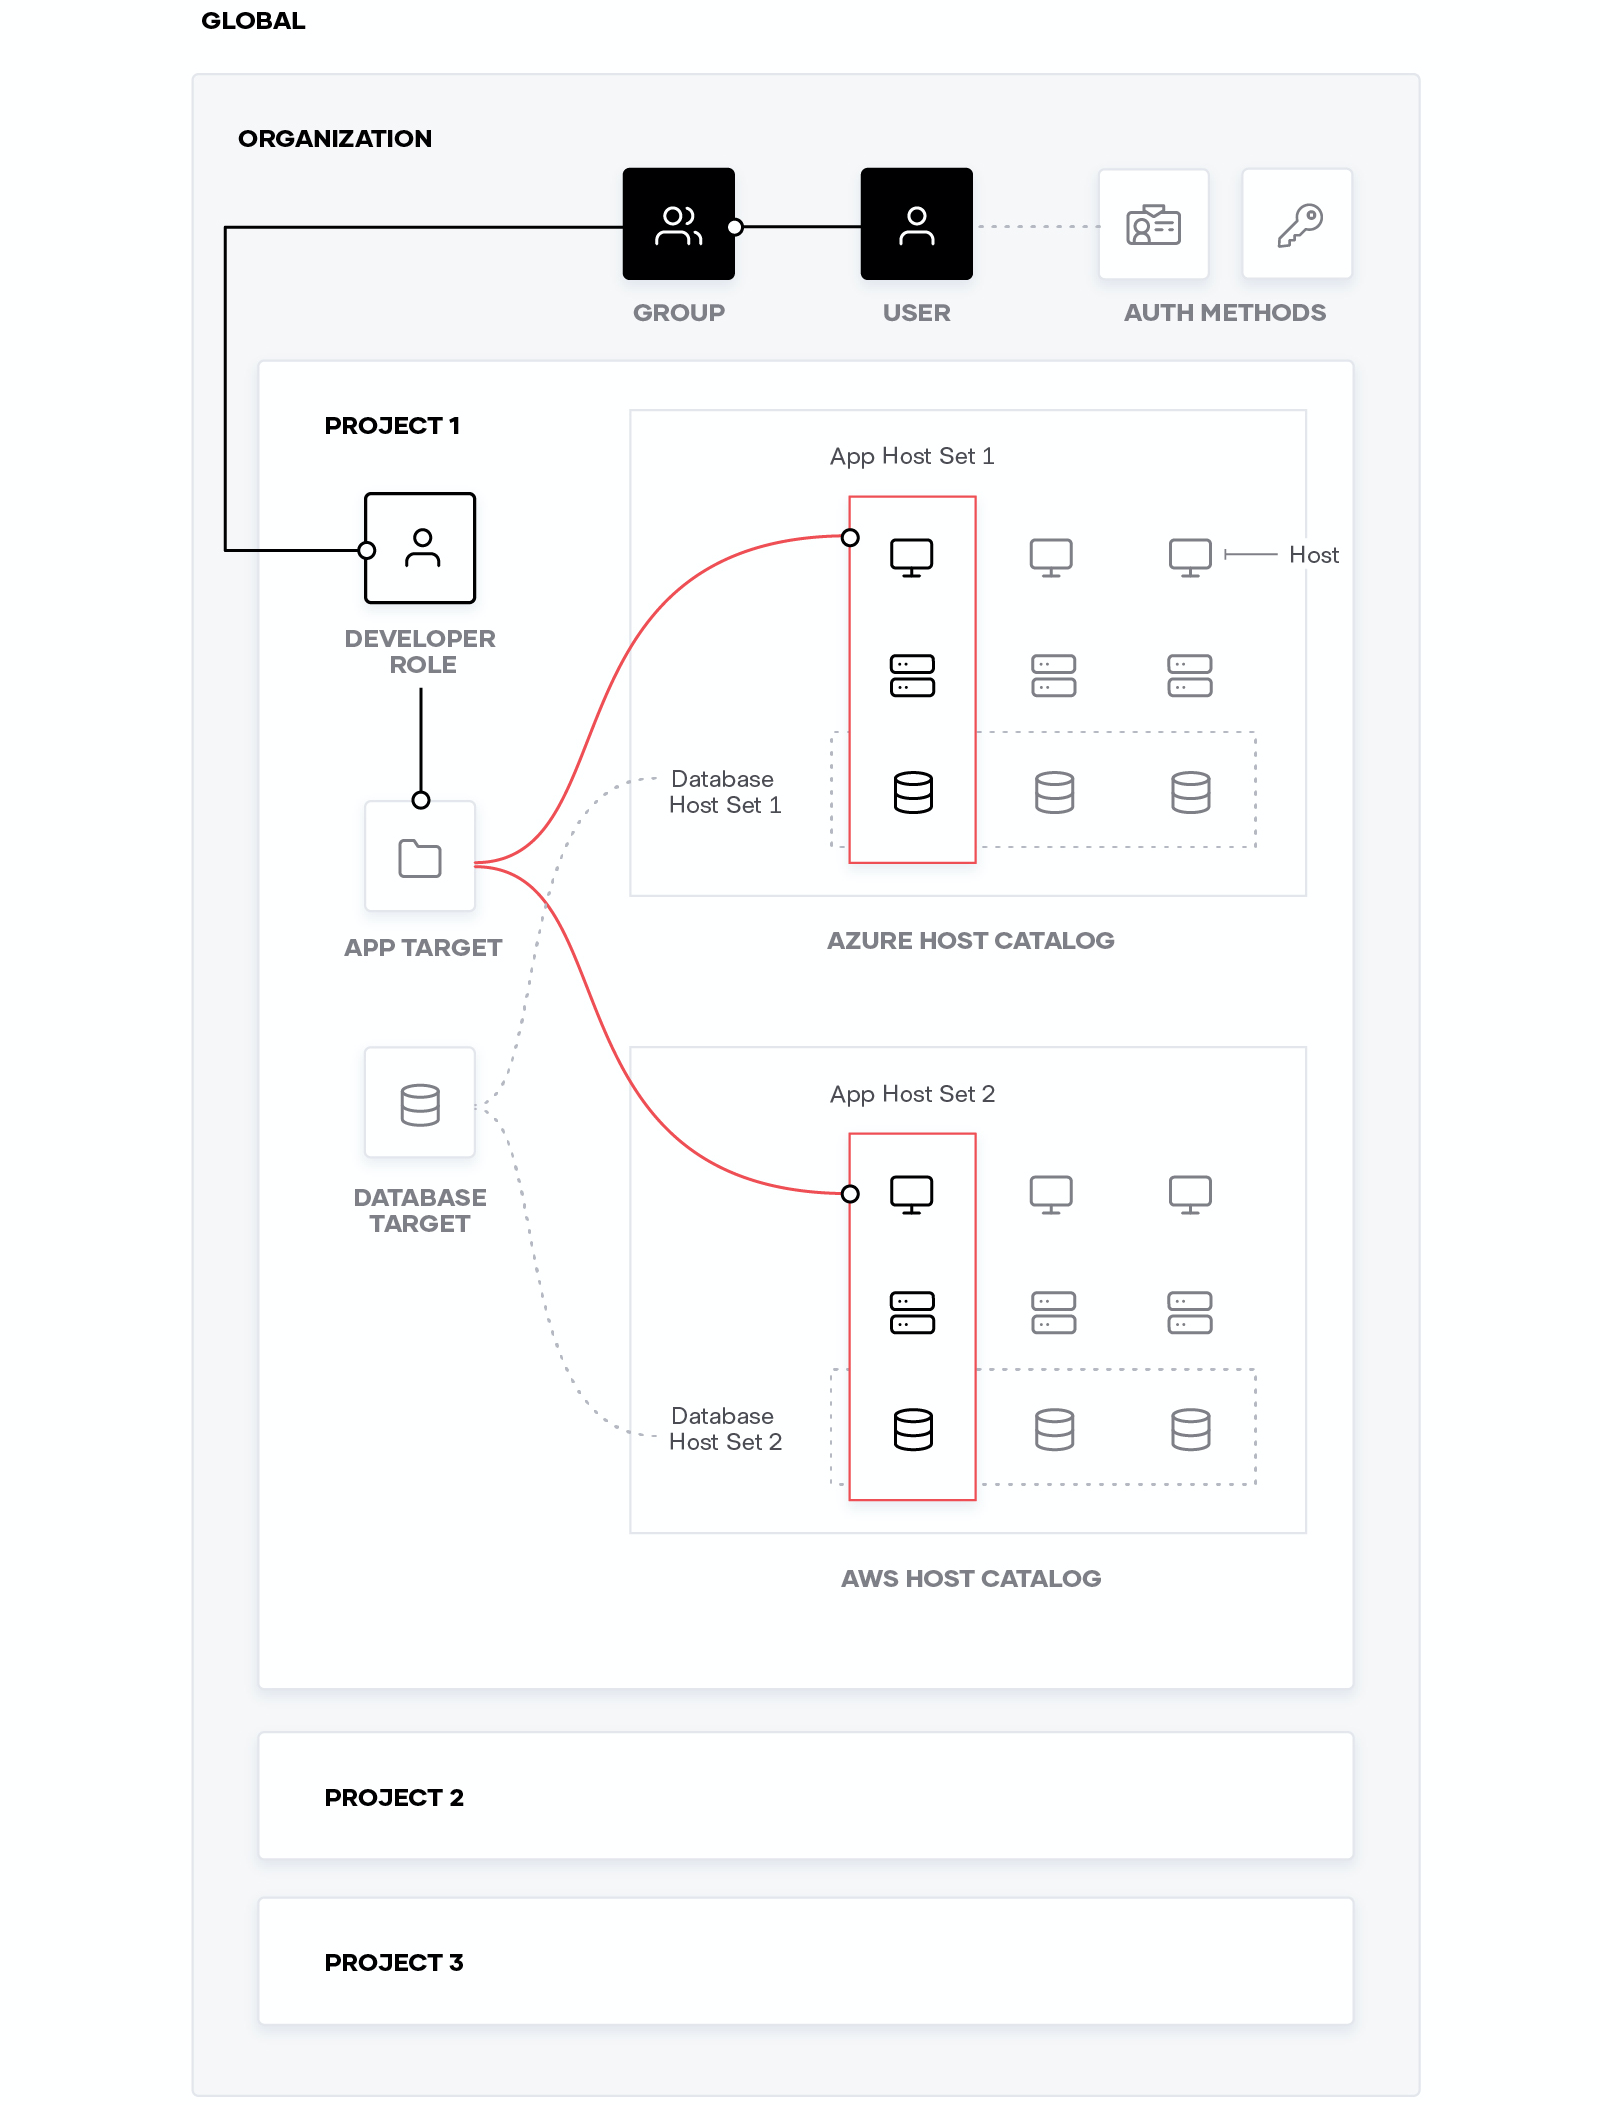 GLOBAL
ORGANIZATION
GROUP
USER
AUTH METHODS
PROJECT 1
App Host Set 1
Host
DEVELOPER
ROLE
Database
Host Set 1
APP TARGET
AZURE HOST CATALOG
App Host Set 2
DATABASE
TARGET
Database
Host Set 2
AWS HOST CATALOG
PROJECT 2
PROJECT 3